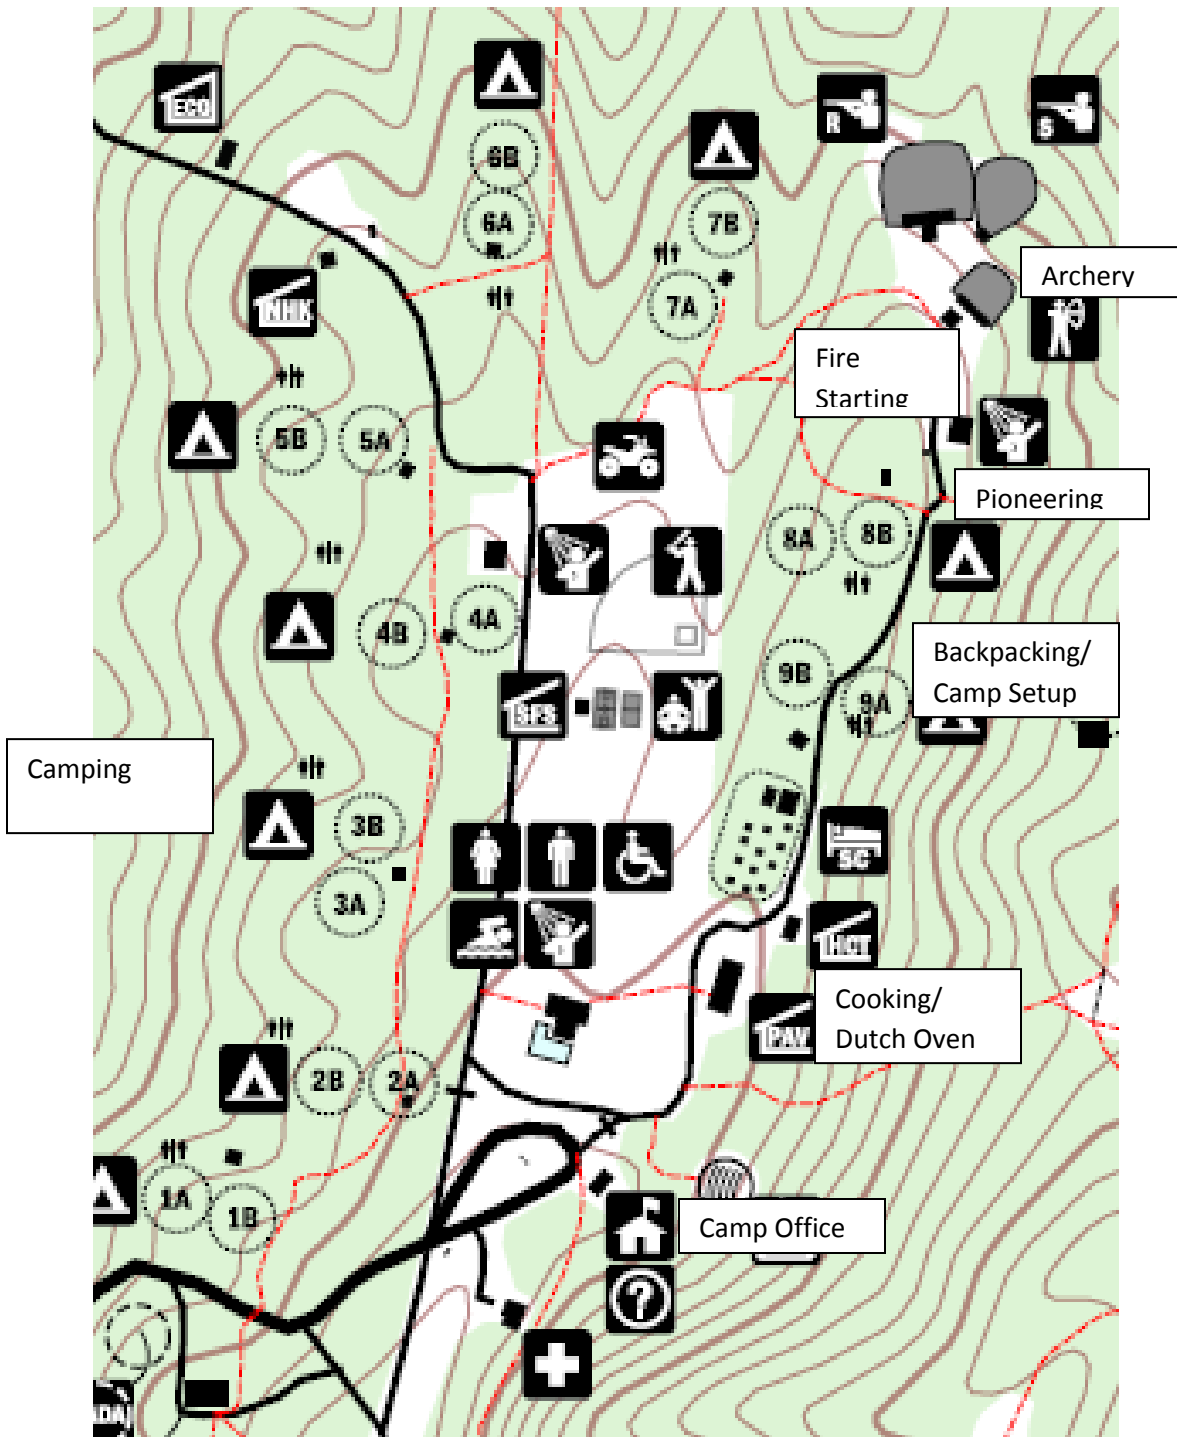 ECO
6B
6A
7B
7A
R
S
Archery
NHK
Fire
Starting
5B
5A
Pioneering
8A
8B
4B
4A
9B
9A
Backpacking/
Camp Setup
SFS
Camping
3B
3A
SC
HCT
Cooking/
Dutch Oven
PAV
2B
2A
1A
1B
Camp Office
?